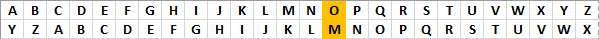 A B C D E F G H I J K L M N O P Q R S T U V W X Y Z
Y Z A B C D E F G H I J K L M N O P Q R S T U V W X